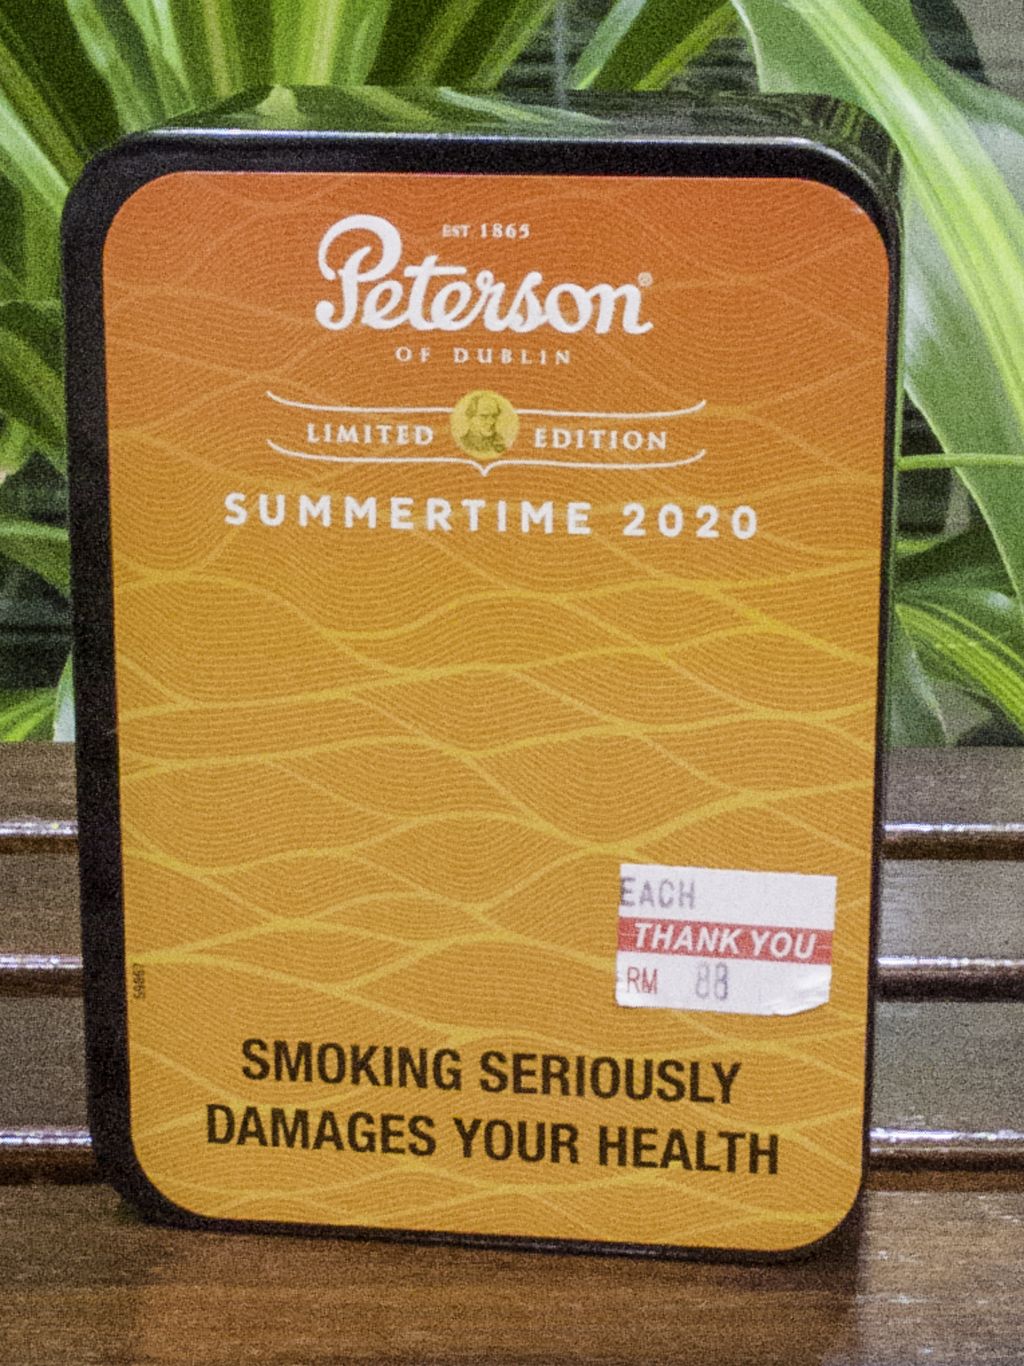 EST 1865
Peterson®
OF DUBLIN
LIMITED EDITION
SUMMERTIME 2020
EACH
THANK YOU
RM 88
59867
SMOKING SERIOUSLY
DAMAGES YOUR HEALTH